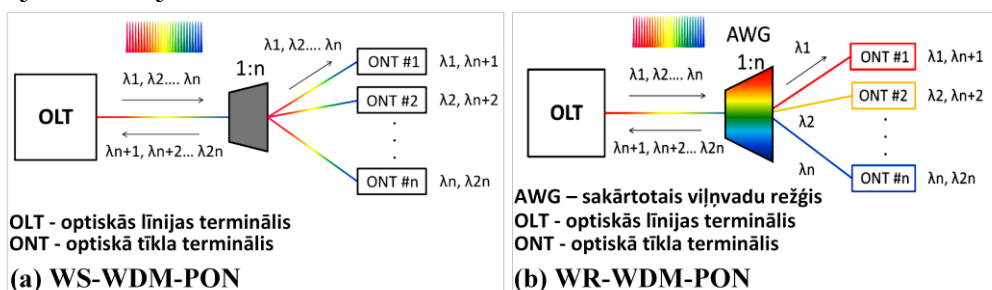 λ1, λ2.... λn
1:n
λ1, λ2.... λn
OLT
λn+1, λn+2... λ2n
ONT #1
λ1, λn+1
ONT #2
λ2, λn+2
.
.
.
ONT #n
λn, λ2n
OLT - optiskās līnijas terminālis
ONT - optiskā tīkla terminālis
(a) WS-WDM-PON
AWG
1:n
λ1, λ2.... λn
OLT
λn+1, λn+2... λ2n
λ1
λ2
λn
ONT #1
λ1, λn+1
ONT #2
λ2, λn+2
.
.
.
ONT #n
λn, λ2n
AWG – sakārtotais viļņvadu režģis
OLT - optiskās līnijas terminālis
ONT - optiskā tīkla terminālis
(b) WR-WDM-PON